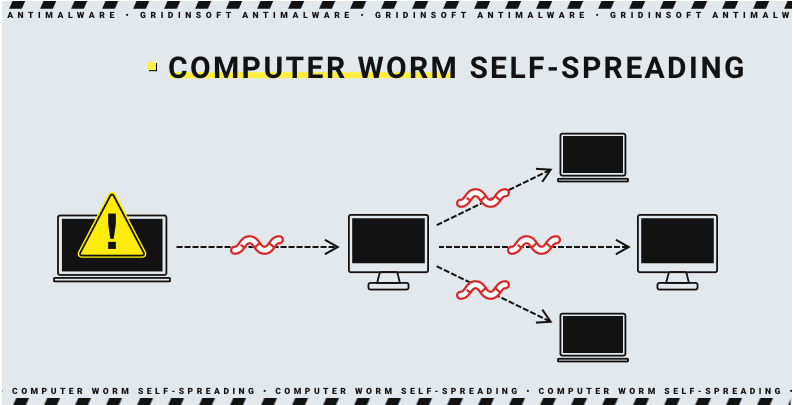 ANTIMALWARE • GRIDINSOFT ANTIMALWARE • GRIDINSOFT ANTIMALWARE • GRIDINSOFT ANTIMALW
COMPUTER WORM SELF-SPREADING
!
COMPUTER WORM SELF-SPREADING • COMPUTER WORM SELF-SPREADING • COMPUTER WORM SELF-SPREADING •